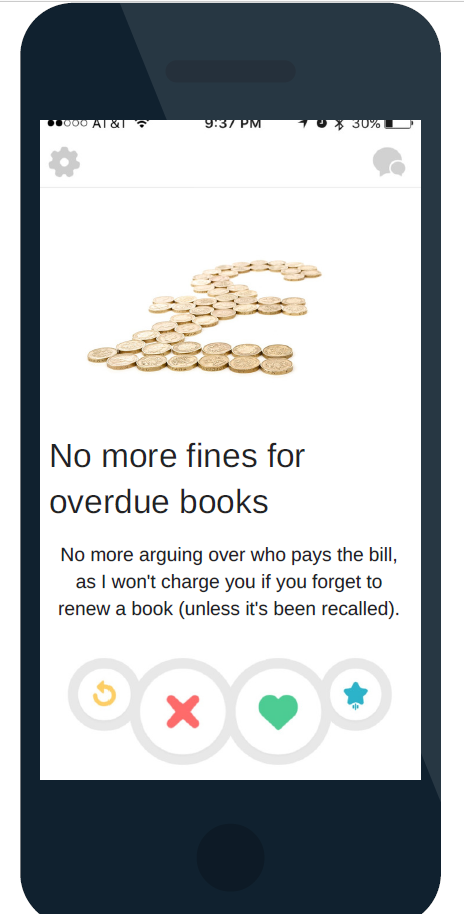 AT&T 9:37 PM 30%
No more fines for
overdue books
No more arguing over who pays the bill,
as I won't charge you if you forget to
renew a book (unless it's been recalled).